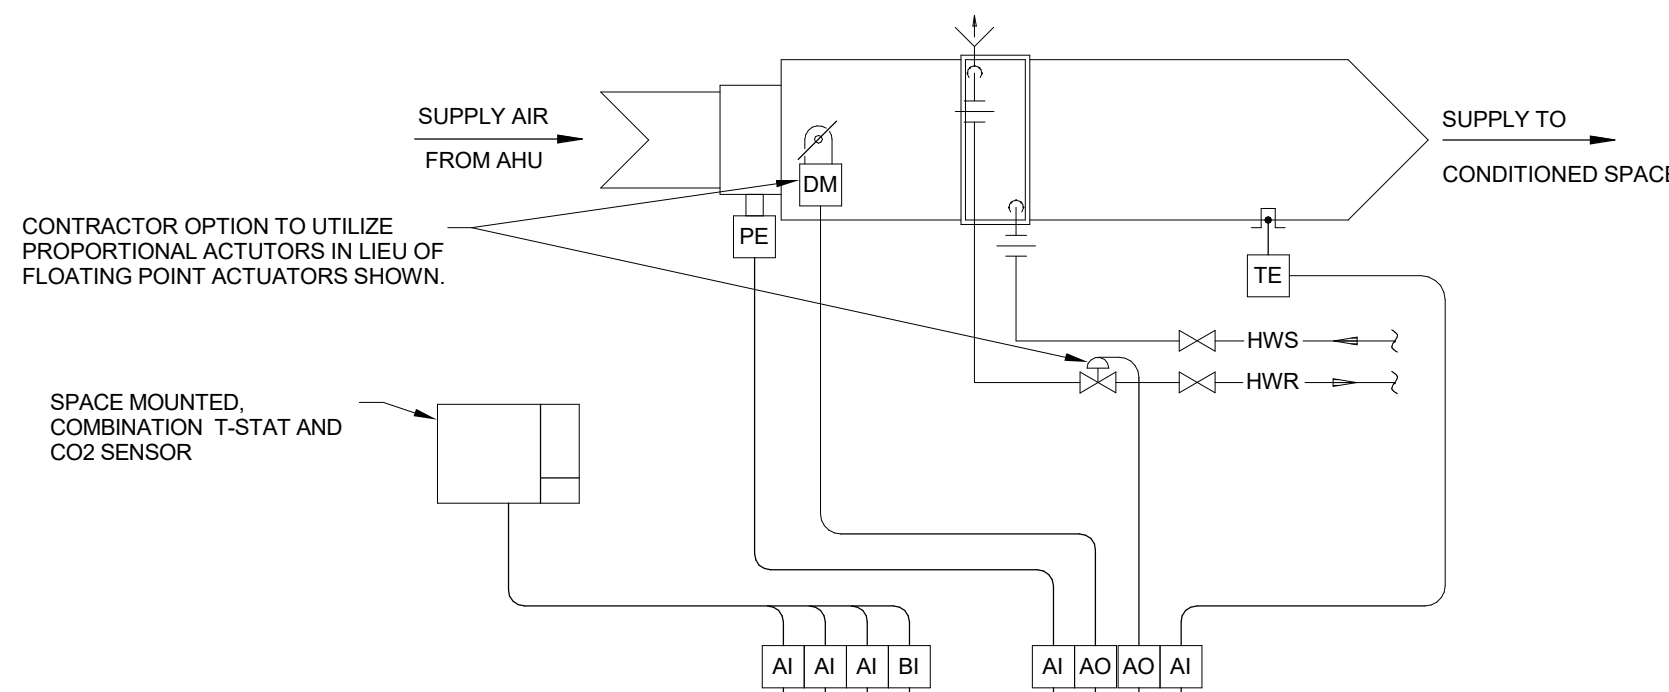 SUPPLY AIR
FROM AHU
SUPPLY TO
CONDITIONED SPACE
DM
PE
TE
CONTRACTOR OPTION TO UTILIZE
PROPORTIONAL ACTUTORS IN LIEU OF
FLOATING POINT ACTUATORS SHOWN.
HWS
HWR
SPACE MOUNTED,
COMBINATION T-STAT AND
CO2 SENSOR
AI AI AI BI AI AO AO AI